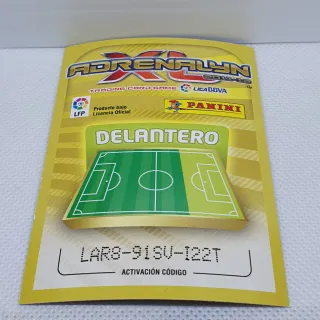 ADRENALYN
XL
TRADING CARD GAME
LIGA BBVA
LFP
Producto bajo
Licencia Oficial
PANINI
DELANTERO
LAR8-91SV-I22T
ACTIVACIÓN CÓDIGO